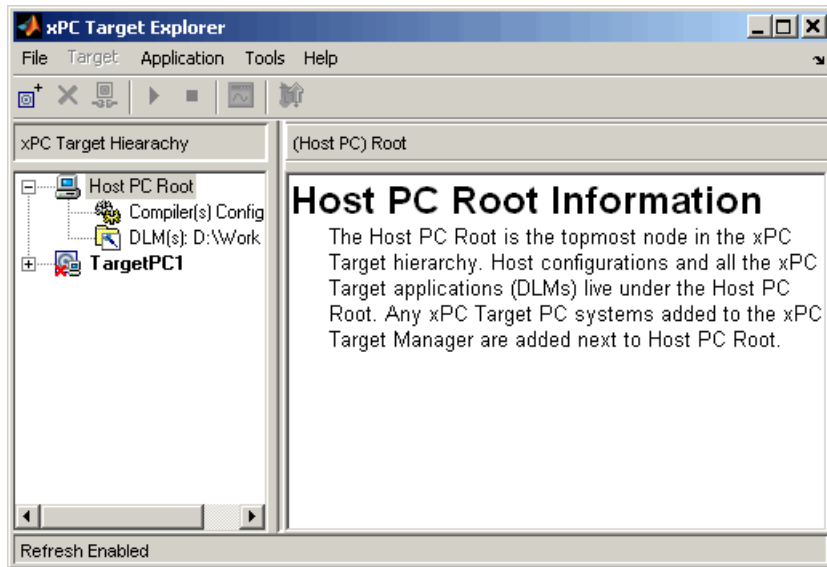 xPC Target Explorer
File Target Application Tools Help
xPC Target Hiearachy
(Host PC) Root
Host PC Root
Compiler(s) Config
DLM(s): D:\Work
TargetPC1
Host PC Root Information
The Host PC Root is the topmost node in the xPC
Target hierarchy. Host configurations and all the xPC
Target applications (DLMs) live under the Host PC
Root. Any xPC Target PC systems added to the xPC
Target Manager are added next to Host PC Root.
Refresh Enabled